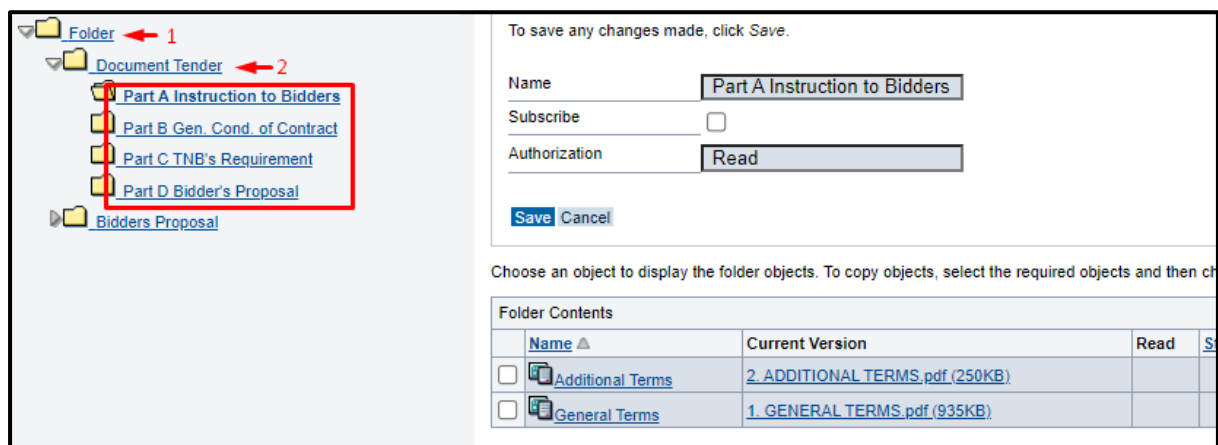 Folder 1
Document Tender 2
Part A Instruction to Bidders
Part B Gen. Cond. of Contract
Part C TNB's Requirement
Part D Bidder's Proposal
Bidders Proposal
To save any changes made, click Save.
Name Part A Instruction to Bidders
Subscribe
Authorization Read
Save Cancel
Choose an object to display the folder objects. To copy objects, select the required objects and then
Folder Contents
Name Current Version Read
Additional Terms 2. ADDITIONAL TERMS.pdf (250KB)
General Terms 1. GENERAL TERMS.pdf (935KB)